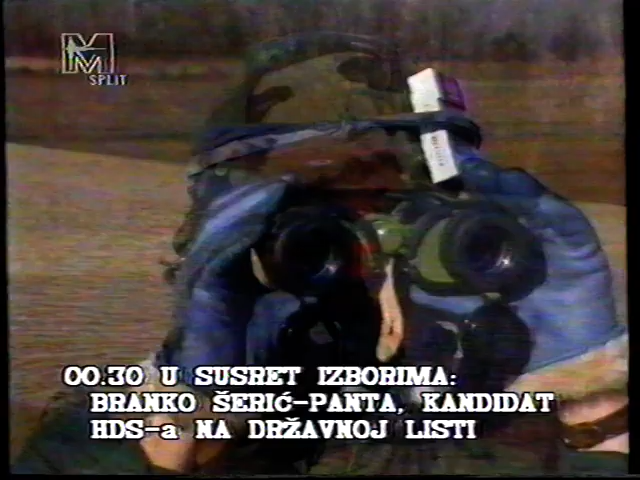 M
SPLIT
00.30 U SUSRET IZBORIMA:
BRANKO ŠERIĆ-PANTA, KANDIDAT
HDS-a NA DRŽAVNOJ LISTI